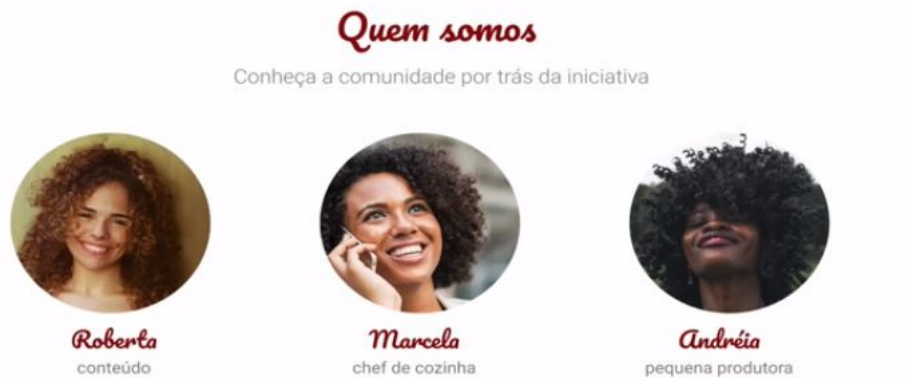 Quem somos
Conheça a comunidade por trás da iniciativa
Roberta
conteúdo
Marcela
chef de cozinha
Andréia
pequena produtora